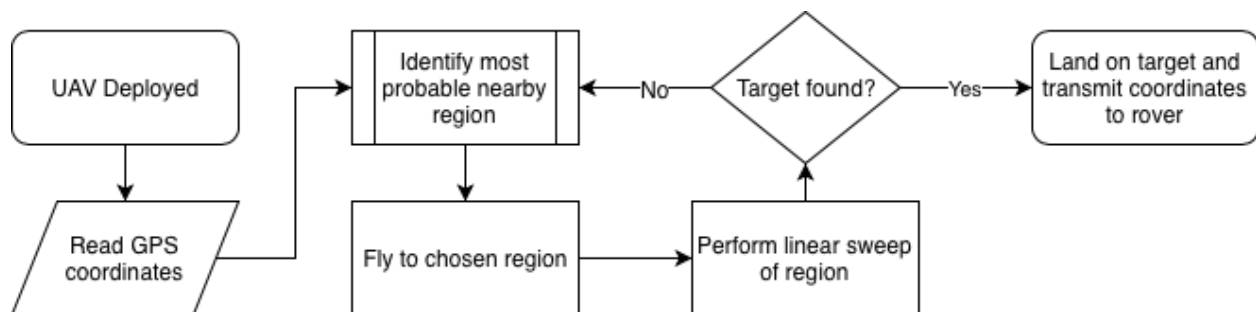 UAV Deployed
Read GPS
coordinates
Identify most
probable nearby
region
Fly to chosen region
Perform linear sweep
of region
Target found?
No
Yes
Land on target and
transmit coordinates
to rover